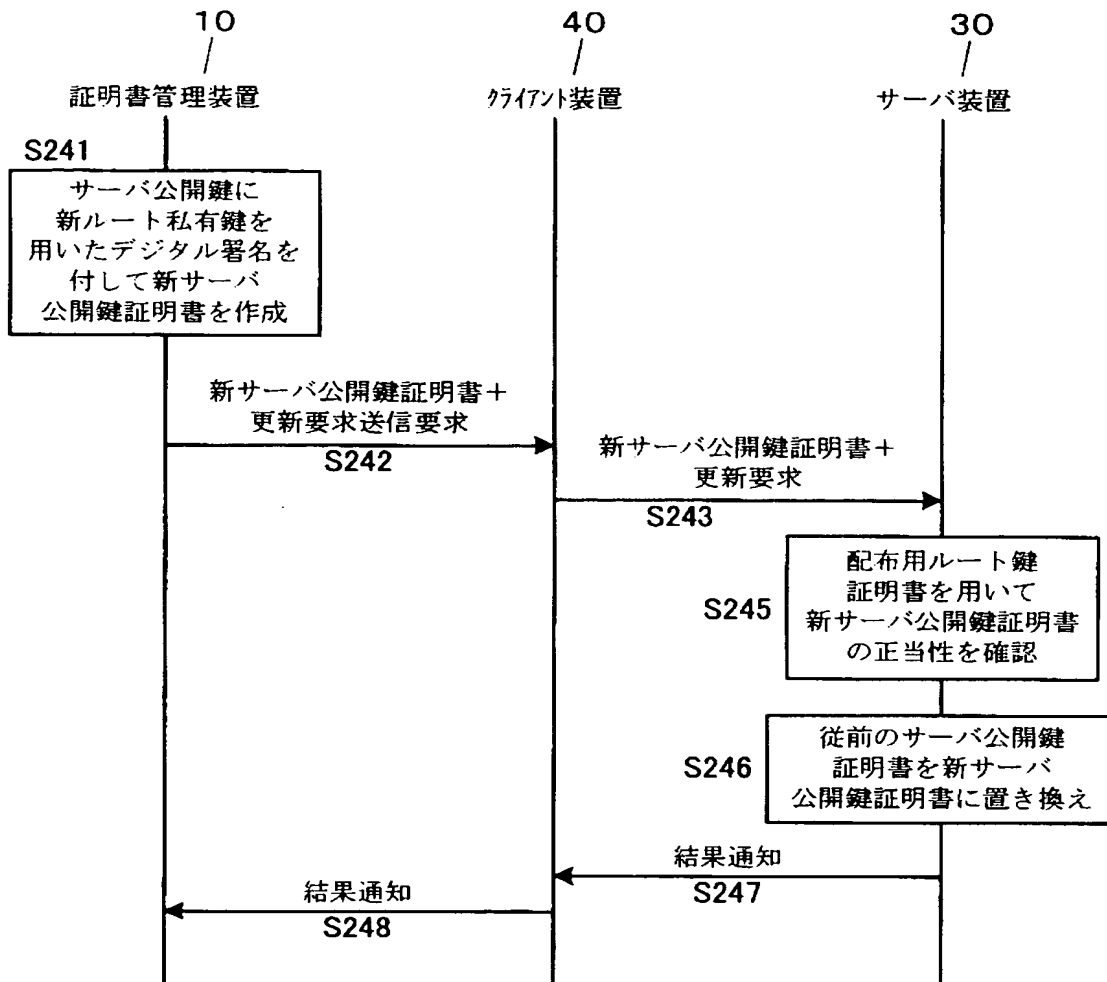 10
40
30
証明書管理装置
クライアント装置
サーバ装置
S241
サーバ公開鍵に
新ルート私有鍵を
用いたデジタル署名を
付して新サーバ
公開鍵証明書を作成
新サーバ公開鍵証明書＋
更新要求送信要求
S242
新サーバ公開鍵証明書＋
更新要求
S243
配布用ルート鍵
証明書を用いて
新サーバ公開鍵証明書
の正当性を確認
S245
従前のサーバ公開鍵
証明書を新サーバ
公開鍵証明書に置き換え
S246
結果通知
S247
結果通知
S248